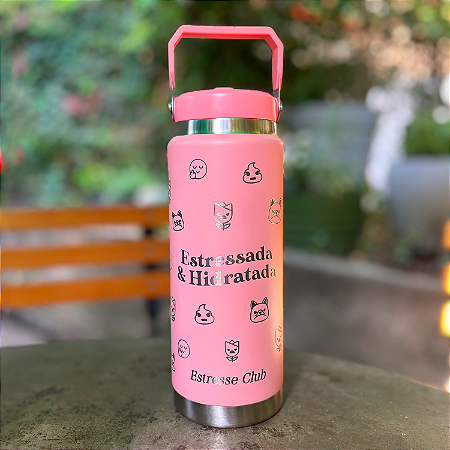 Estressada
& Hidratada
Estresse Club